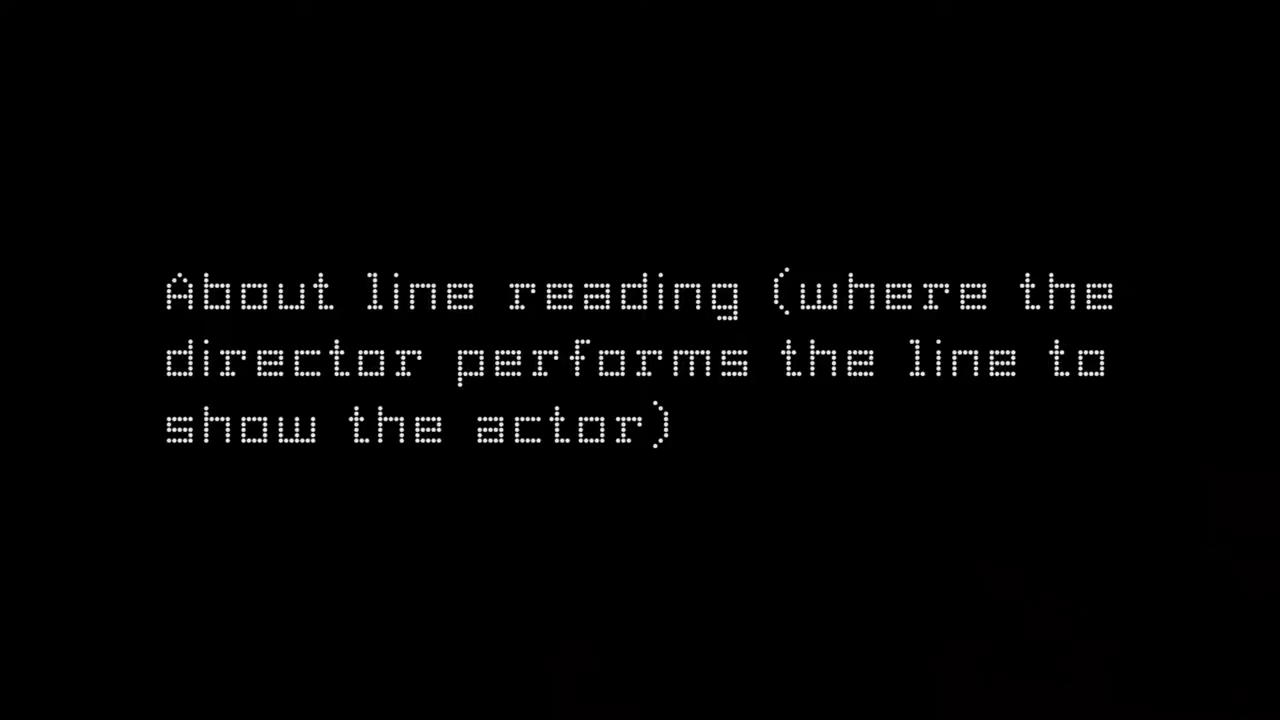 About line reading (where the
director performs the line to
show the actor)